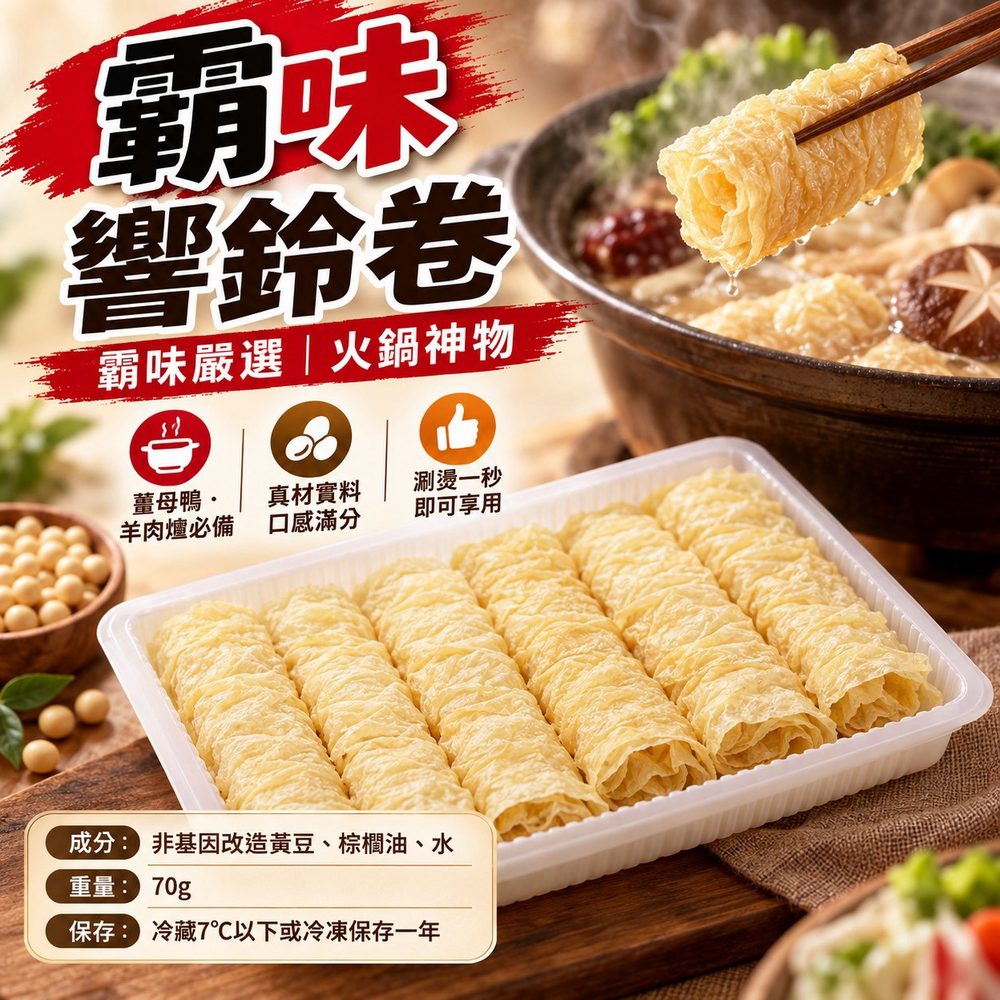 霸味
響鈴卷
霸味嚴選｜火鍋神物
薑母鴨・
羊肉爐必備
真材實料
口感滿分
涮燙一秒
即可享用
成分： 非基因改造黃豆、棕櫚油、水
重量： 70g
保存： 冷藏7℃以下或冷凍保存一年